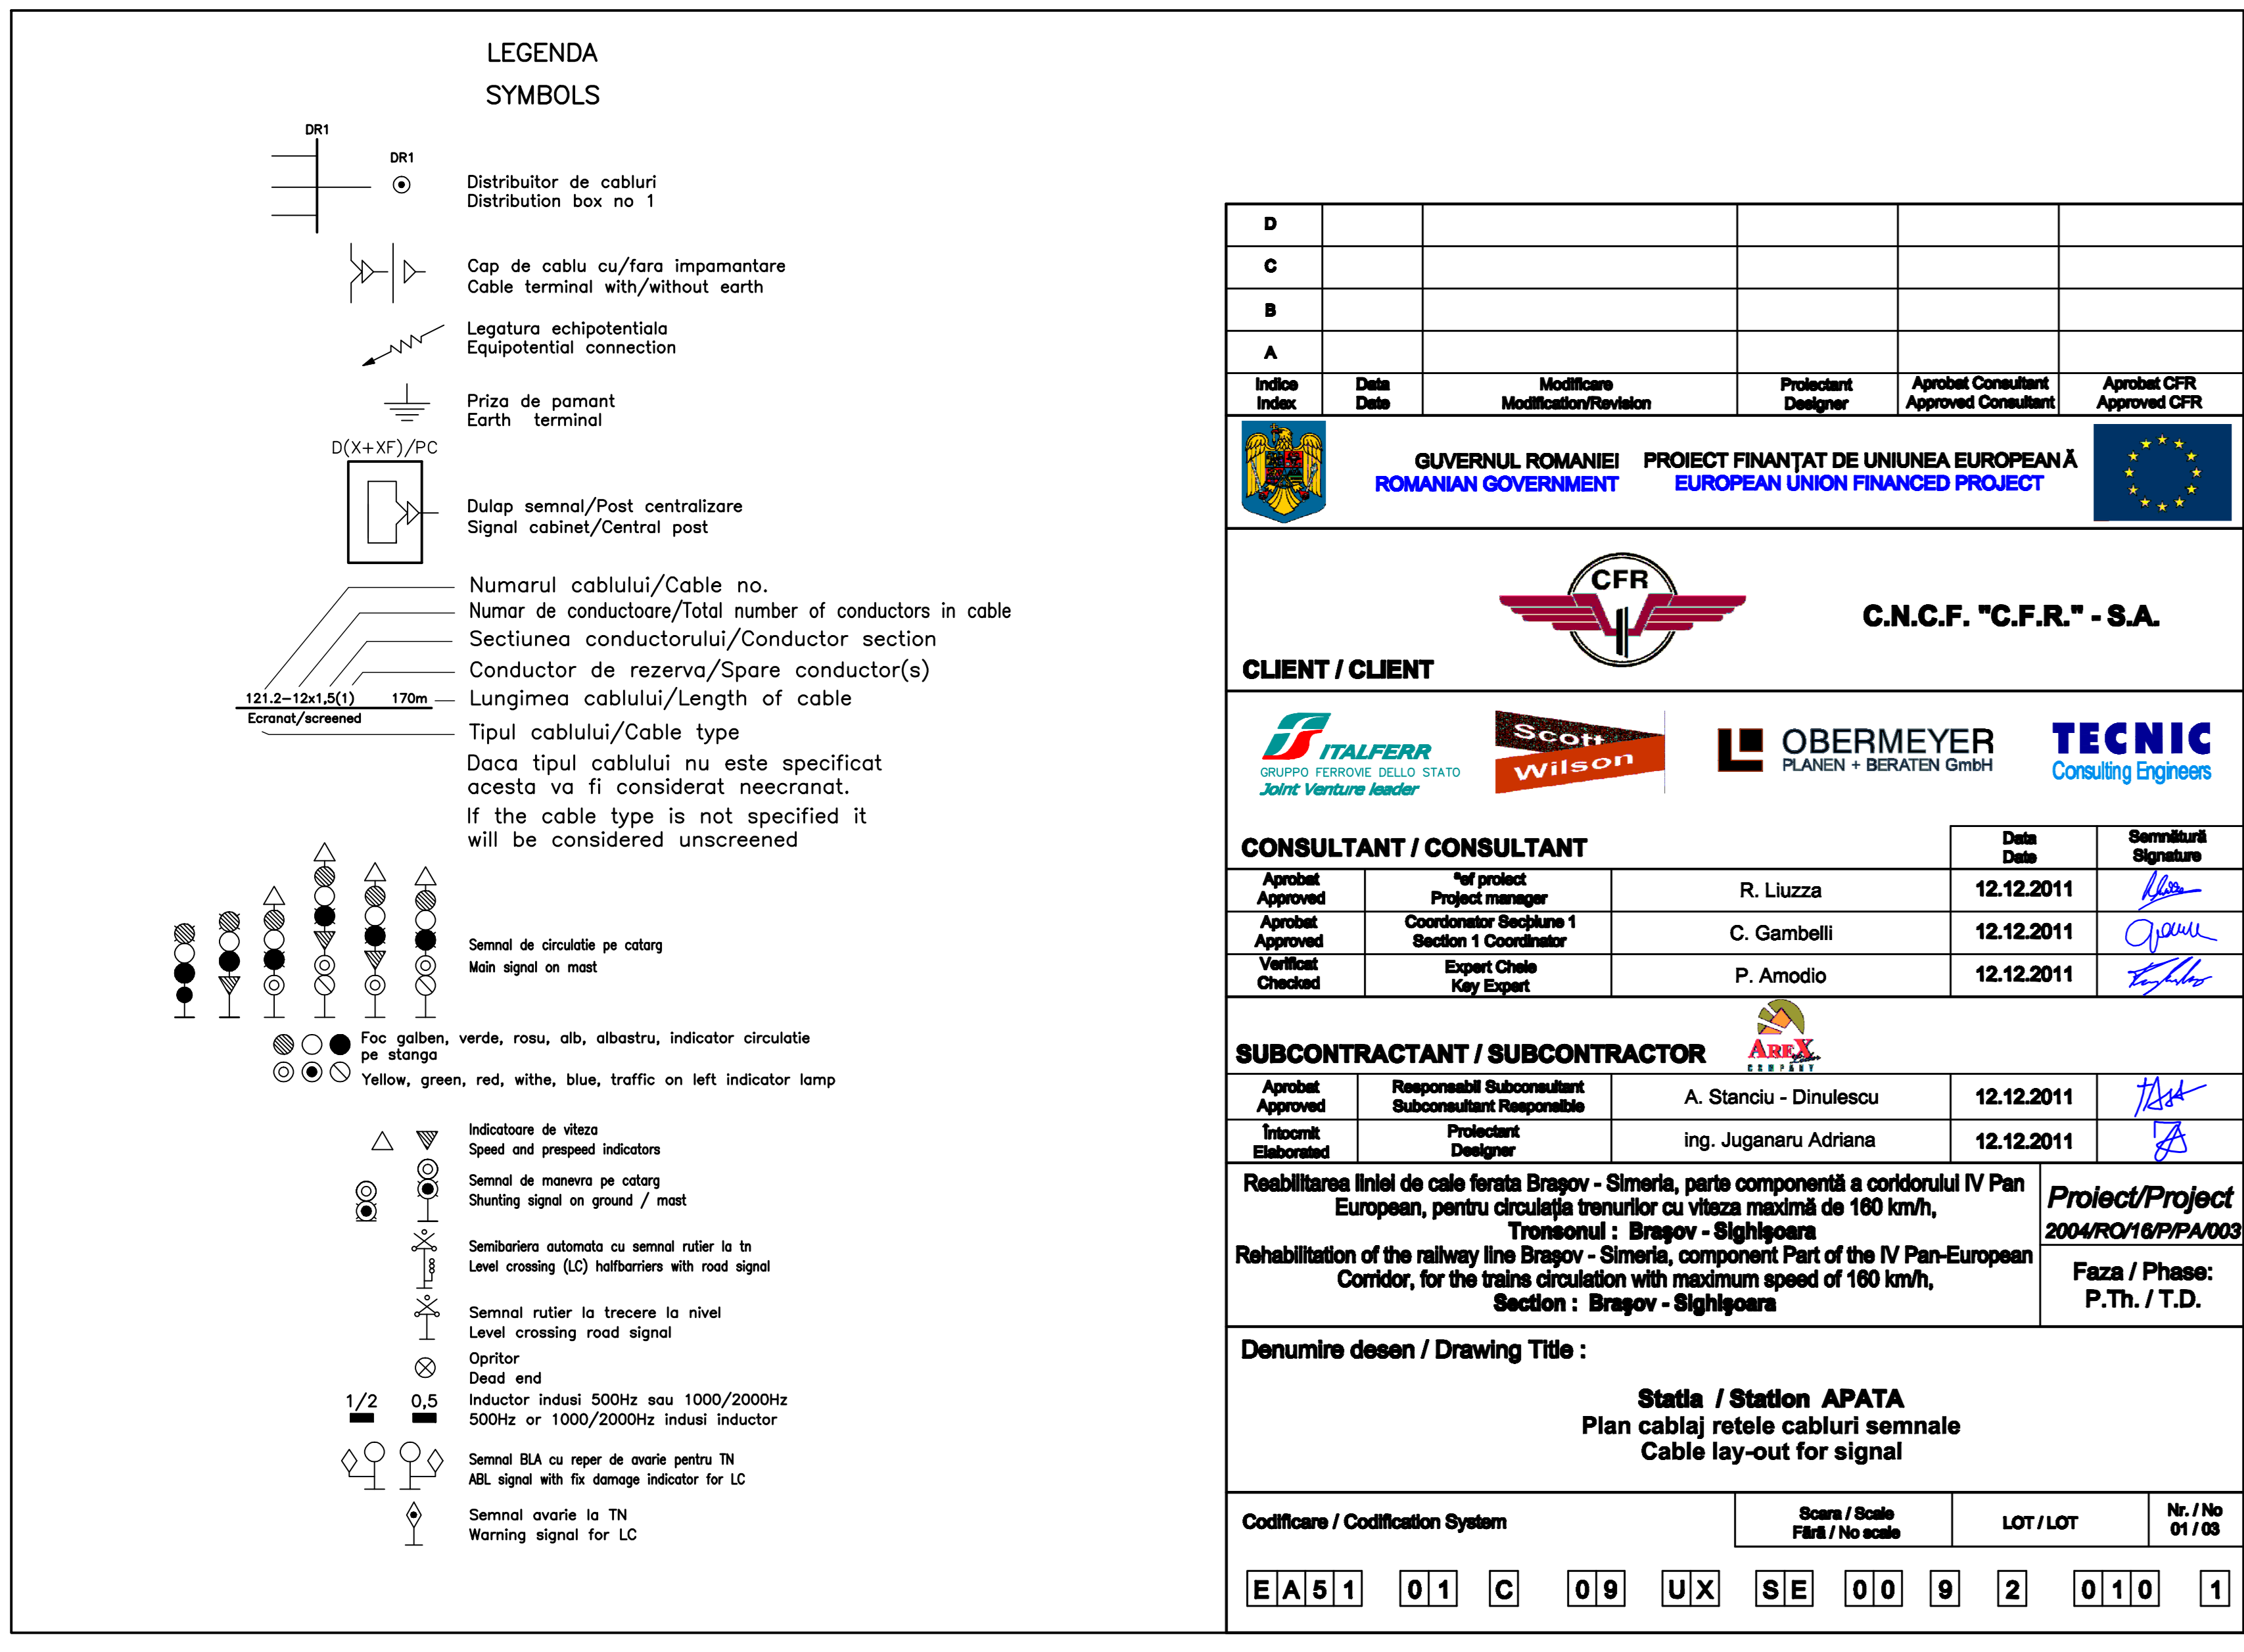 LEGENDA
SYMBOLS
DR1
DR1
Distribuitor de cabluri
Distribution box no 1
Cap de cablu cu/fara impamantare
Cable terminal with/without earth
Legatura echipotentiala
Equipotential connection
Priza de pamant
Earth terminal
D(X+XF)/PC
Dulap semnal/Post centralizare
Signal cabinet/Central post
Numarul cablului/Cable no.
Numar de conductoare/Total number of conductors in cable
Sectiunea conductorului/Conductor section
Conductor de rezerva/Spare conductor(s)
121.2-12x1,5(1) 170m
Lungimea cablului/Length of cable
Ecranat/screened
Tipul cablului/Cable type
Daca tipul cablului nu este specificat
acesta va fi considerat neecranat.
If the cable type is not specified it
will be considered unscreened
Semnal de circulatie pe catarg
Main signal on mast
Foc galben, verde, rosu, alb, albastru, indicator circulatie
pe stanga
Yellow, green, red, withe, blue, traffic on left indicator lamp
Indicatoare de viteza
Speed and prespeed indicators
Semnal de manevra pe catarg
Shunting signal on ground / mast
Semibariera automata cu semnal rutier la tn
Level crossing (LC) halfbarriers with road signal
Semnal rutier la trecere la nivel
Level crossing road signal
Opritor
Dead end
1/2 0,5
Inductor indusi 500Hz sau 1000/2000Hz
500Hz or 1000/2000Hz indusi inductor
Semnal BLA cu reper de avarie pentru TN
ABL signal with fix damage indicator for LC
Semnal avarie la TN
Warning signal for LC
D
C
B
A
Indice Data Modificare Proiectant Aprobat Consultant Aprobat CFR
Index Date Modification/Revision Designer Approved Consultant Approved CFR
GUVERNUL ROMANIEI PROIECT FINANȚAT DE UNIUNEA EUROPEANĂ
ROMANIAN GOVERNMENT EUROPEAN UNION FINANCED PROJECT
CFR
C.N.C.F. "C.F.R." - S.A.
CLIENT / CLIENT
ITALFERR
GRUPPO FERROVIE DELLO STATO
Joint Venture leader
Scott
Wilson
OBERMEYER
PLANEN + BERATEN GmbH
TECNIC
Consulting Engineers
CONSULTANT / CONSULTANT
Data Semnătură
Date Signature
Aprobat ªef proiect
Approved Project manager
R. Liuzza 12.12.2011
Aprobat Coordonator Secþiune 1
Approved Section 1 Coordinator
C. Gambelli 12.12.2011
Verificat Expert Cheie
Checked Key Expert
P. Amodio 12.12.2011
SUBCONTRACTANT / SUBCONTRACTOR
AREX
COMPANY
Aprobat Responsabil Subconsultant
Approved Subconsultant Responsible
A. Stanciu - Dinulescu 12.12.2011
Întocmit Proiectant
Elaborated Designer
ing. Juganaru Adriana 12.12.2011
Reabilitarea liniei de cale ferata Brașov - Simeria, parte componentă a coridorului IV Pan
European, pentru circulația trenurilor cu viteza maximă de 160 km/h,
Tronsonul : Brașov - Sighișoara
Rehabilitation of the railway line Brașov - Simeria, component Part of the IV Pan-European
Corridor, for the trains circulation with maximum speed of 160 km/h,
Section : Brașov - Sighișoara
Proiect/Project
2004/RO/16/P/PA/003
Faza / Phase:
P.Th. / T.D.
Denumire desen / Drawing Title :
Statia / Station APATA
Plan cablaj retele cabluri semnale
Cable lay-out for signal
Codificare / Codification System
Scara / Scale
Fără / No scale
LOT / LOT
Nr. / No
01 / 03
EA51 01 C 09 UX SE 00 9 2 010 1